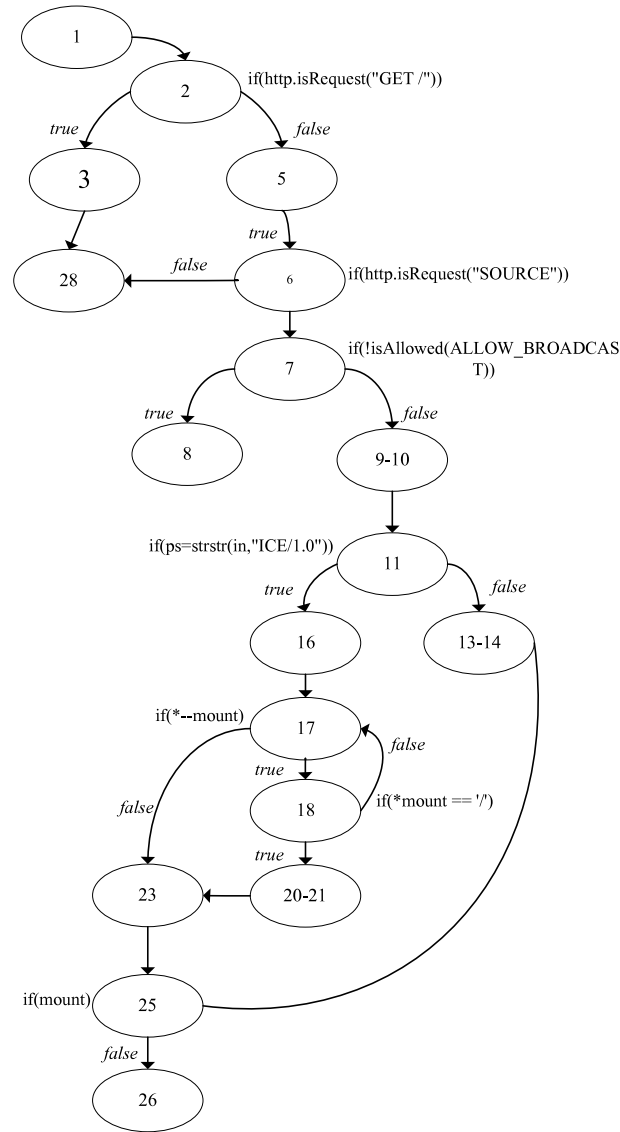 1
2
if(http.isRequest("GET /"))
true
false
3
5
true
28
false
6
if(http.isRequest("SOURCE"))
7
if(!isAllowed(ALLOW_BROADCAS
T))
true
false
8
9-10
if(ps=strstr(in,"ICE/1.0"))
11
true
false
16
13-14
if(*--mount)
17
false
true
18
if(*mount == '/')
false
true
23
20-21
if(mount)
25
false
26